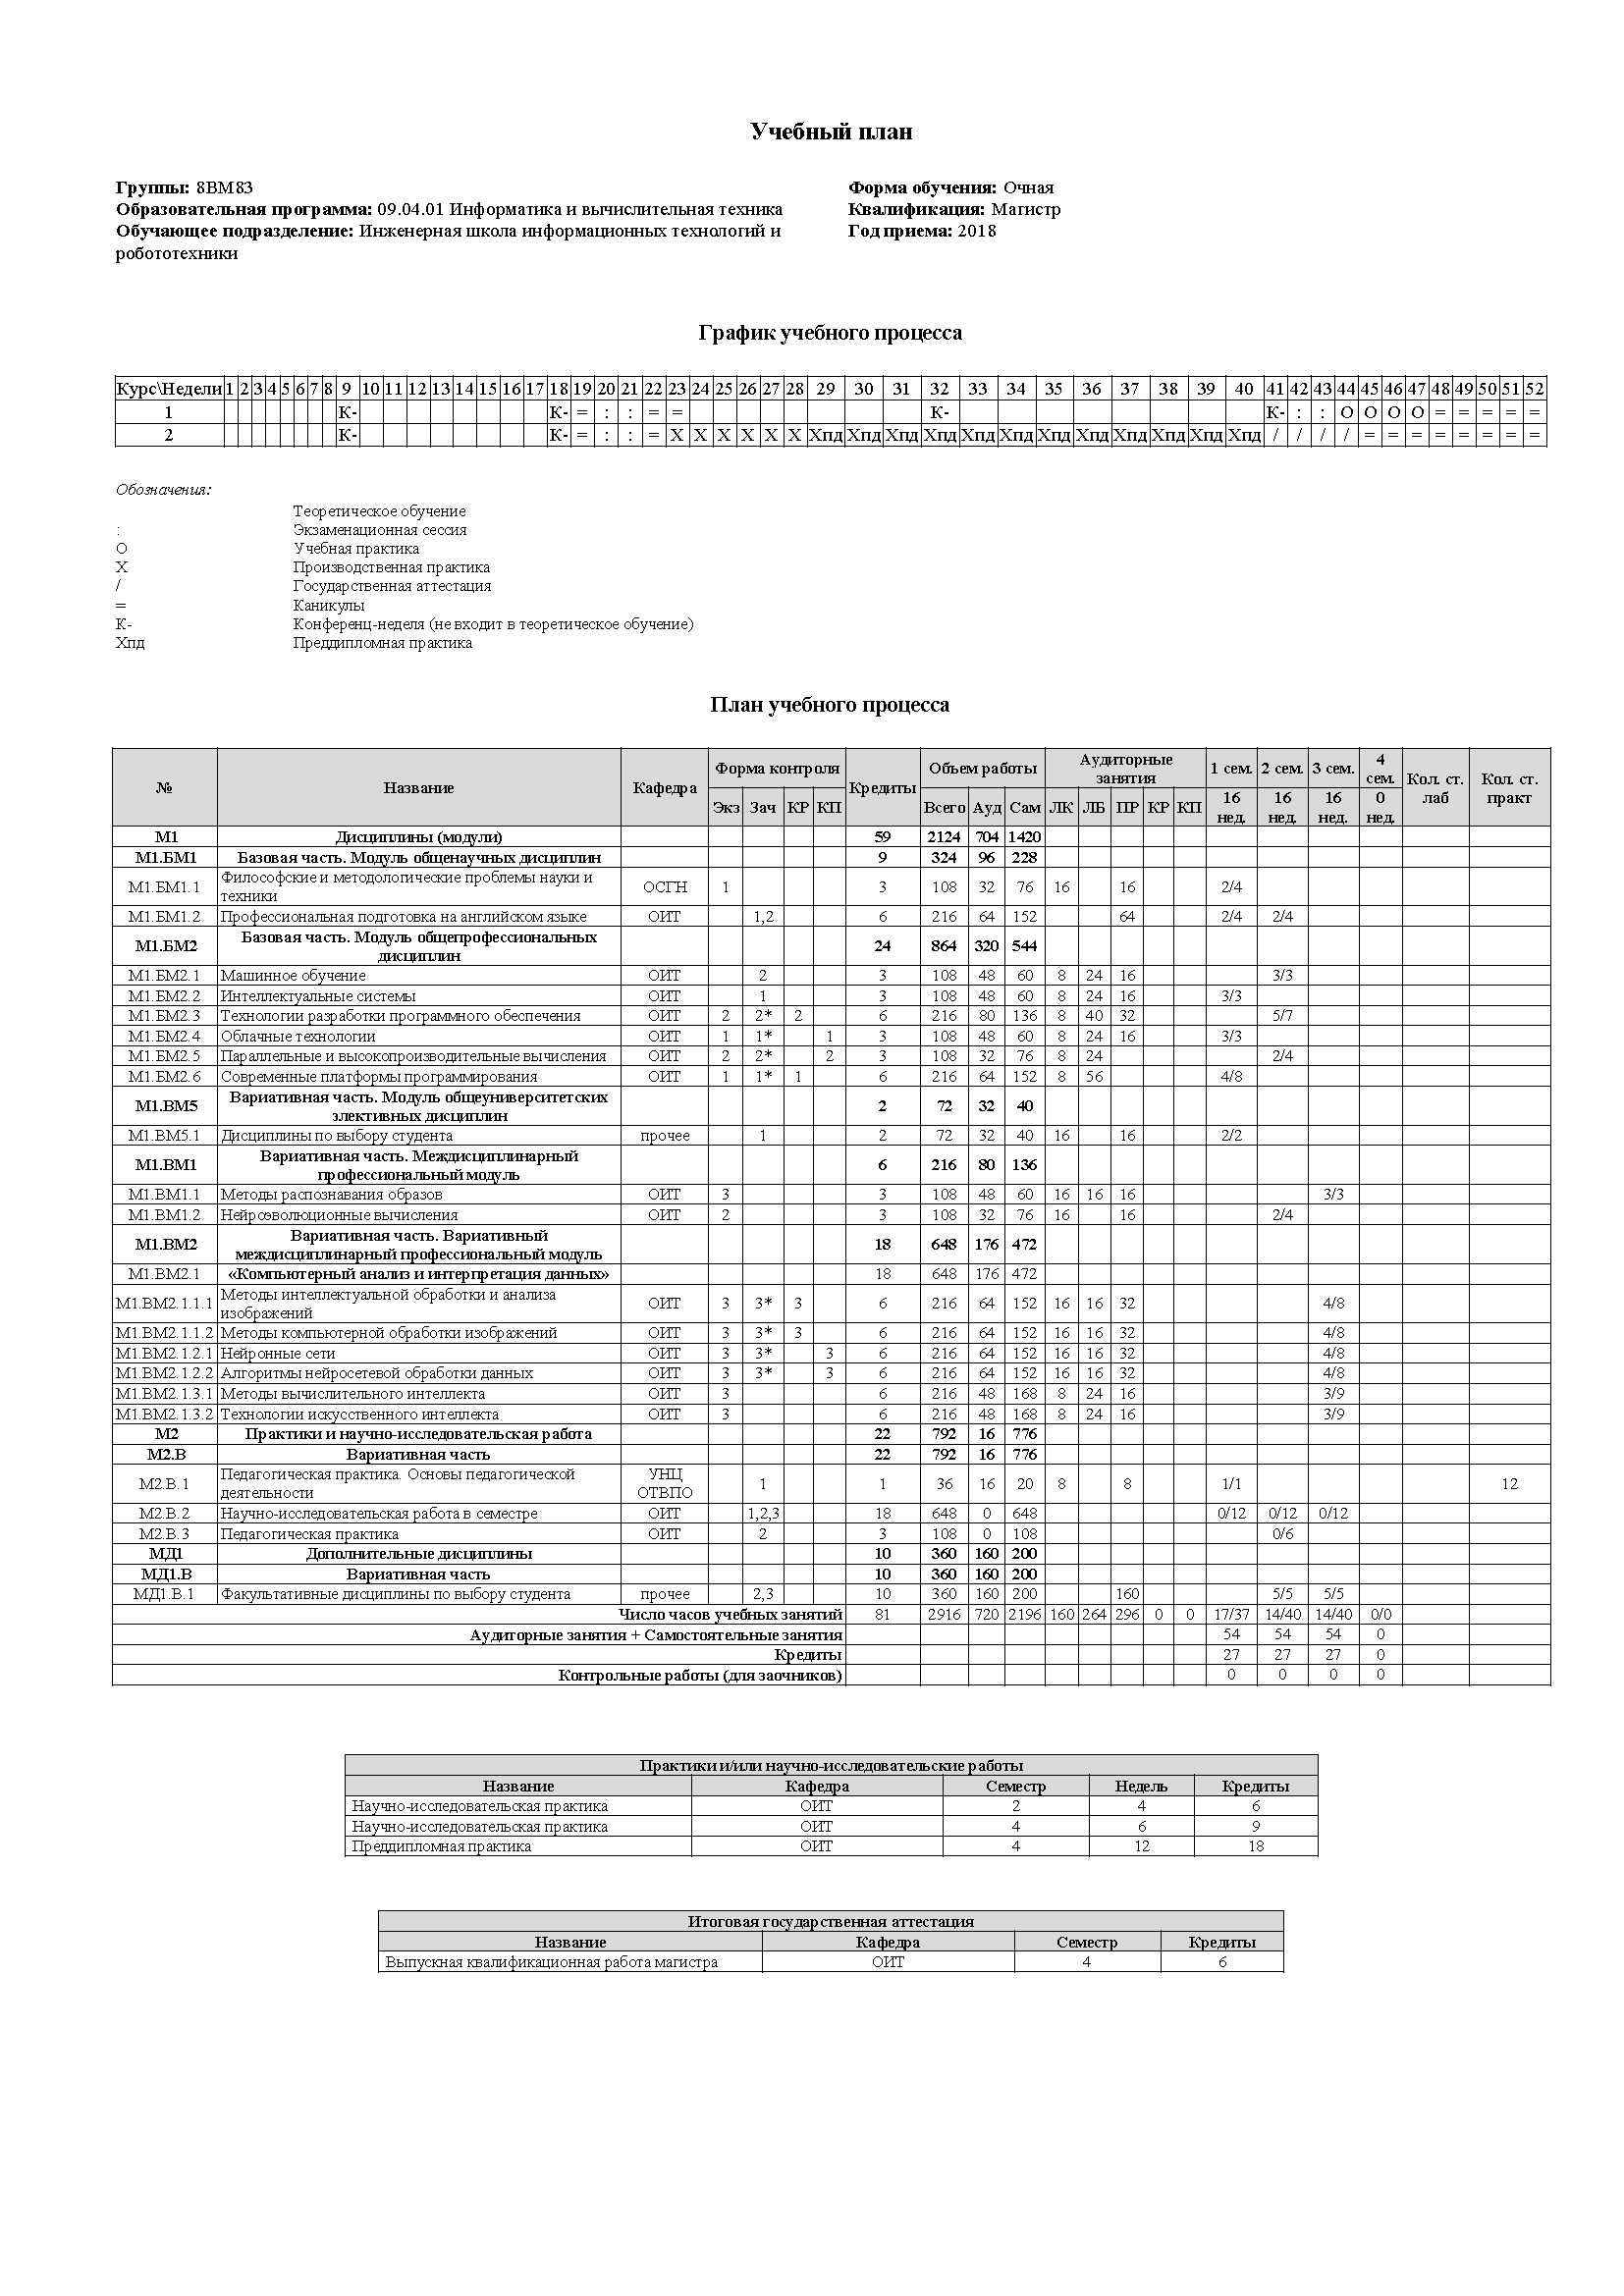 Учебный план
Группы: 8ВМ83
Образовательная программа: 09.04.01 Информатика и вычислительная техника
Обучающее подразделение: Инженерная школа информационных технологий и
робототехники
Форма обучения: Очная
Квалификация: Магистр
Год приема: 2018
График учебного процесса
Курс\Недели 1 2 3 4 5 6 7 8 9 10 11 12 13 14 15 16 17 18 19 20 21 22 23 24 25 26 27 28 29 30 31 32 33 34 35 36 37 38 39 40 41 42 43 44 45 46 47 48 49 50 51 52
1 К- К- = : : = = К- К- : : О О О О = = = = =
2 К- К- = : : = Х Х Х Х Х Х Хпд Хпд Хпд Хпд Хпд Хпд Хпд Хпд Хпд Хпд Хпд Хпд / / / / = = = = = = = =
Обозначения:
Теоретическое обучение
: Экзаменационная сессия
О Учебная практика
Х Производственная практика
/ Государственная аттестация
= Каникулы
К- Конференц-неделя (не входит в теоретическое обучение)
Хпд Преддипломная практика
План учебного процесса
№ Название Кафедра Форма контроля Кредиты Объем работы Аудиторные занятия 1 сем. 2 сем. 3 сем. 4 сем. Кол. ст. лаб Кол. ст. практ
Экз Зач КР КП Всего Ауд Сам ЛК ЛБ ПР КР КП 16 нед. 16 нед. 16 нед. 0 нед.
М1 Дисциплины (модули) 59 2124 704 1420
М1.БМ1 Базовая часть. Модуль общенаучных дисциплин 9 324 96 228
М1.БМ1.1 Философские и методологические проблемы науки и техники ОСГН 1 3 108 32 76 16 16 2/4
М1.БМ1.2 Профессиональная подготовка на английском языке ОИТ 1,2 6 216 64 152 64 2/4 2/4
М1.БМ2 Базовая часть. Модуль общепрофессиональных дисциплин 24 864 320 544
М1.БМ2.1 Машинное обучение ОИТ 2 3 108 48 60 8 24 16 3/3
М1.БМ2.2 Интеллектуальные системы ОИТ 1 3 108 48 60 8 24 16 3/3
М1.БМ2.3 Технологии разработки программного обеспечения ОИТ 2 2* 2 6 216 80 136 8 40 32 5/7
М1.БМ2.4 Облачные технологии ОИТ 1 1* 1 3 108 48 60 8 24 16 3/3
М1.БМ2.5 Параллельные и высокопроизводительные вычисления ОИТ 2 2* 2 3 108 32 76 8 24 2/4
М1.БМ2.6 Современные платформы программирования ОИТ 1 1* 1 6 216 64 152 8 56 4/8
М1.ВМ5 Вариативная часть. Модуль общеуниверситетских элективных дисциплин 2 72 32 40
М1.ВМ5.1 Дисциплины по выбору студента прочее 1 2 72 32 40 16 16 2/2
М1.ВМ1 Вариативная часть. Междисциплинарный профессиональный модуль 6 216 80 136
М1.ВМ1.1 Методы распознавания образов ОИТ 3 3 108 48 60 16 16 16 3/3
М1.ВМ1.2 Нейроэволюционные вычисления ОИТ 2 3 108 32 76 16 16 2/4
М1.ВМ2 Вариативная часть. Вариативный междисциплинарный профессиональный модуль 18 648 176 472
М1.ВМ2.1 «Компьютерный анализ и интерпретация данных» 18 648 176 472
М1.ВМ2.1.1.1 Методы интеллектуальной обработки и анализа изображений ОИТ 3 3* 3 6 216 64 152 16 16 32 4/8
М1.ВМ2.1.1.2 Методы компьютерной обработки изображений ОИТ 3 3* 3 6 216 64 152 16 16 32 4/8
М1.ВМ2.1.2.1 Нейронные сети ОИТ 3 3* 3 6 216 64 152 16 16 32 4/8
М1.ВМ2.1.2.2 Алгоритмы нейросетевой обработки данных ОИТ 3 3* 3 6 216 64 152 16 16 32 4/8
М1.ВМ2.1.3.1 Методы вычислительного интеллекта ОИТ 3 6 216 48 168 8 24 16 3/9
М1.ВМ2.1.3.2 Технологии искусственного интеллекта ОИТ 3 6 216 48 168 8 24 16 3/9
М2 Практики и научно-исследовательская работа 22 792 16 776
М2.В Вариативная часть 22 792 16 776
М2.В.1 Педагогическая практика. Основы педагогической деятельности УНЦ ОТВПО 1 1 36 16 20 8 8 1/1 12
М2.В.2 Научно-исследовательская работа в семестре ОИТ 1,2,3 18 648 0 648 0/12 0/12 0/12
М2.В.3 Педагогическая практика ОИТ 2 3 108 0 108 0/6
МД1 Дополнительные дисциплины 10 360 160 200
МД1.В Вариативная часть 10 360 160 200
МД1.В.1 Факультативные дисциплины по выбору студента прочее 2,3 10 360 160 200 160 5/5 5/5
Число часов учебных занятий 81 2916 720 2196 160 264 296 0 0 17/37 14/40 14/40 0/0
Аудиторные занятия + Самостоятельные занятия 54 54 54 0
Кредиты 27 27 27 0
Контрольные работы (для заочников) 0 0 0 0
Практики и/или научно-исследовательские работы
Название Кафедра Семестр Недель Кредиты
Научно-исследовательская практика ОИТ 2 4 6
Научно-исследовательская практика ОИТ 4 6 9
Преддипломная практика ОИТ 4 12 18
Итоговая государственная аттестация
Название Кафедра Семестр Кредиты
Выпускная квалификационная работа магистра ОИТ 4 6